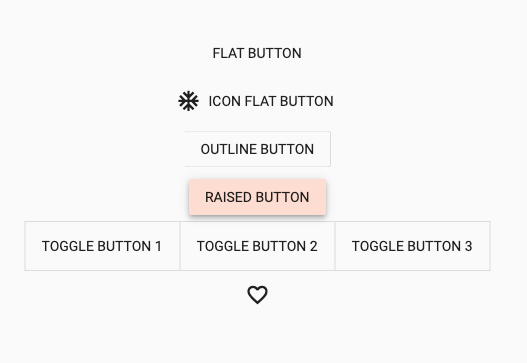 FLAT BUTTON
ICON FLAT BUTTON
OUTLINE BUTTON
RAISED BUTTON
TOGGLE BUTTON 1 TOGGLE BUTTON 2 TOGGLE BUTTON 3